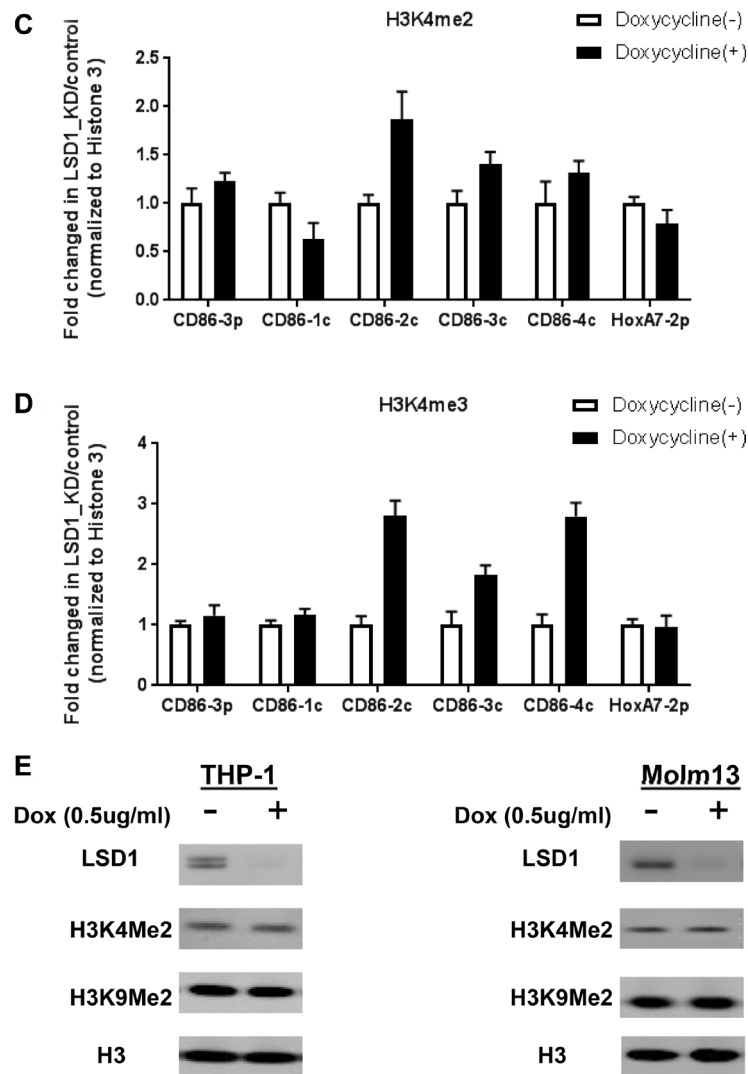 C
H3K4me2
Doxycycline(-)
Doxycycline(+)
Fold changed in LSD1_KD/control
(normalized to Histone 3)
2.5
2.0
1.5
1.0
0.5
0.0
CD86-3p CD86-1c CD86-2c CD86-3c CD86-4c HoxA7-2p
D
H3K4me3
Doxycycline(-)
Doxycycline(+)
Fold changed in LSD1_KD/control
(normalized to Histone 3)
4
3
2
1
0
CD86-3p CD86-1c CD86-2c CD86-3c CD86-4c HoxA7-2p
E
THP-1
Dox (0.5ug/ml) - +
LSD1
H3K4Me2
H3K9Me2
H3
Molm13
Dox (0.5ug/ml) - +
LSD1
H3K4Me2
H3K9Me2
H3